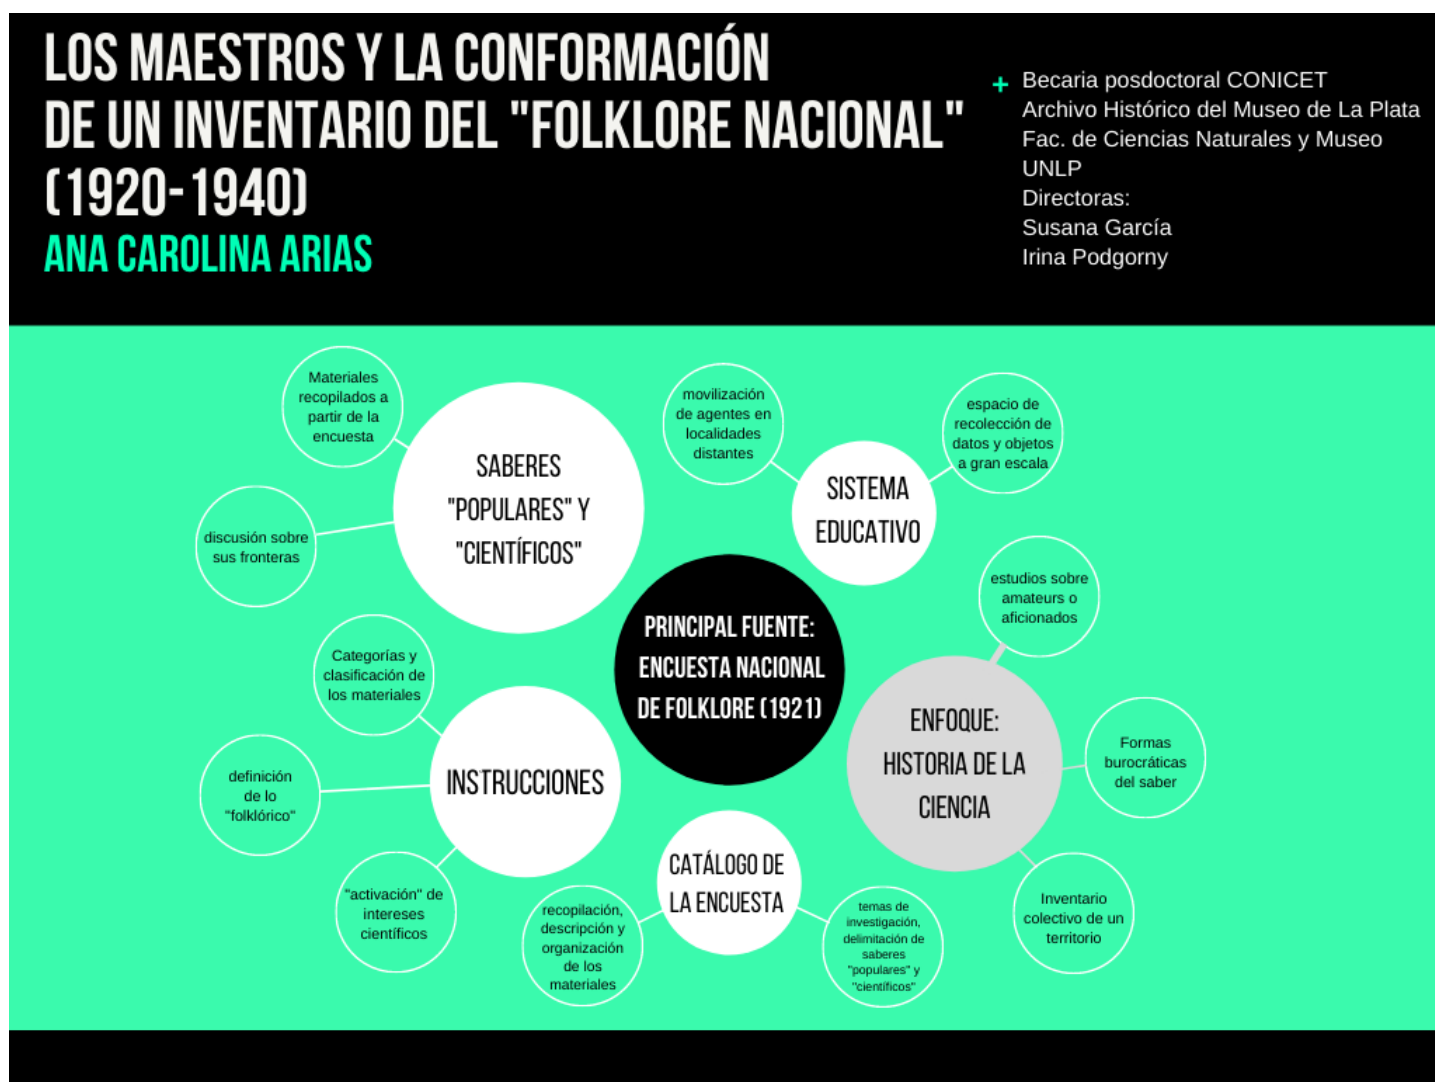 LOS MAESTROS Y LA CONFORMACIÓN
DE UN INVENTARIO DEL "FOLKLORE NACIONAL"
(1920-1940)
ANA CAROLINA ARIAS
+ Becaria posdoctoral CONICET
Archivo Histórico del Museo de La Plata
Fac. de Ciencias Naturales y Museo
UNLP
Directoras:
Susana García
Irina Podgorny
Materiales
recopilados a
partir de la
encuesta
discusión sobre
sus fronteras
SABERES
"POPULARES" Y
"CIENTÍFICOS"
movilización
de agentes en
localidades
distantes
espacio de
recolección de
datos y objetos
a gran escala
SISTEMA
EDUCATIVO
PRINCIPAL FUENTE:
ENCUESTA NACIONAL
DE FOLKLORE (1921)
estudios sobre
amateurs o
aficionados
ENFOQUE:
HISTORIA DE LA
CIENCIA
Formas
burocráticas
del saber
Inventario
colectivo de un
territorio
Categorías y
clasificación de
los materiales
definición
de lo
"folklórico"
"activación" de
intereses
científicos
INSTRUCCIONES
CATÁLOGO DE
LA ENCUESTA
recopilación,
descripción y
organización
de los
materiales
temas de
investigación,
delimitación de
saberes
"populares" y
"científicos"